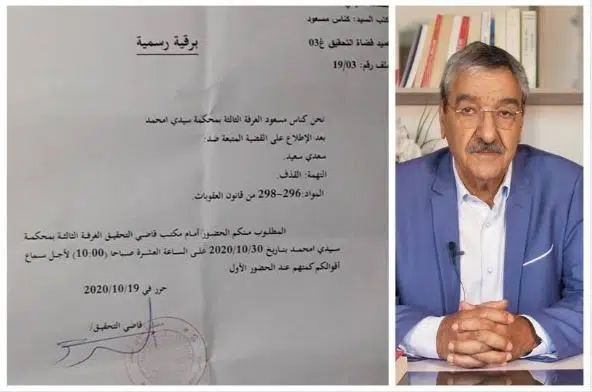 كتب السيد: كناس مسعود
برقية رسمية
سيد قضاة التحقيق غ03
ملف رقم: 19/03
نحن كناس مسعود الغرفة الثالثة بمحكمة سيدي امحمد
بعد الإطلاع على القضية المتبعة ضد:
سعدي سعيد.
التهمة: القذف.
المواد:296-298 من قانون العقوبات.
المطلوب منكم الحضور أمام مكتب قاضي التحقيق الغرفة الثالثة بمحكمة
سيدي امحمد بتاريخ 2020/10/30 على الساعة العاشرة صباحا (10:00) لأجل سماع
أقوالكم كمتهم عند الحضور الأول
حرر في 2020/10/19
قاضي التحقيق/